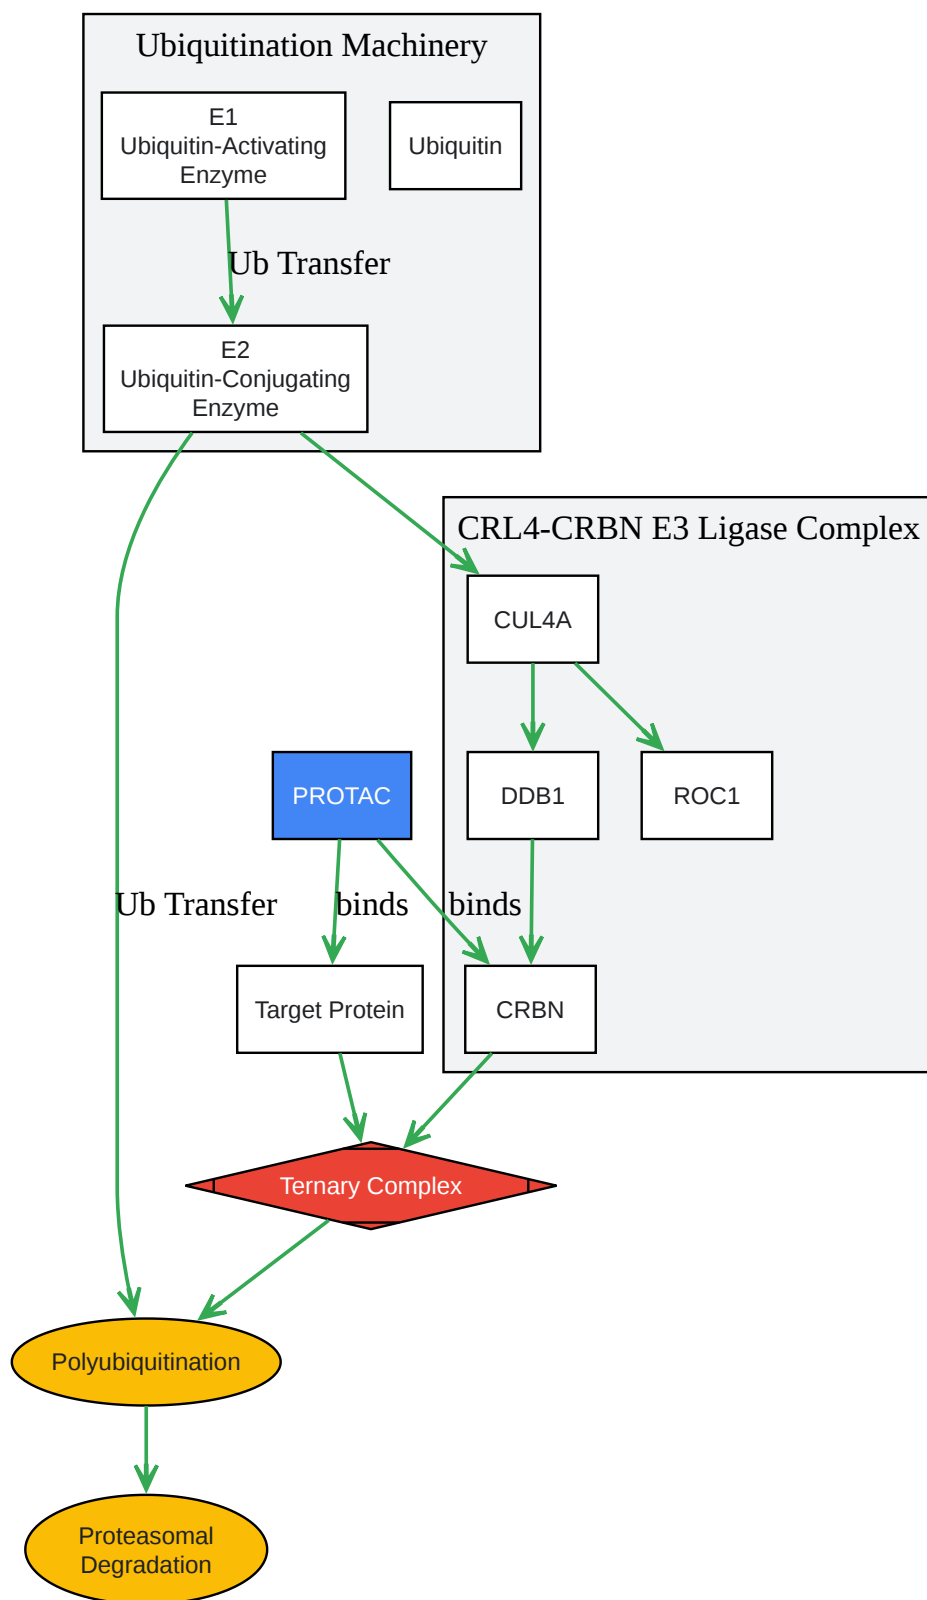 Ubiquitination Machinery
E1
Ubiquitin-Activating
Enzyme
Ubiquitin
Ub Transfer
E2
Ubiquitin-Conjugating
Enzyme
CRL4-CRBN E3 Ligase Complex
CUL4A
PROTAC
DDB1
ROC1
Ub Transfer
binds
binds
Target Protein
CRBN
Ternary Complex
Polyubiquitination
Proteasomal
Degradation